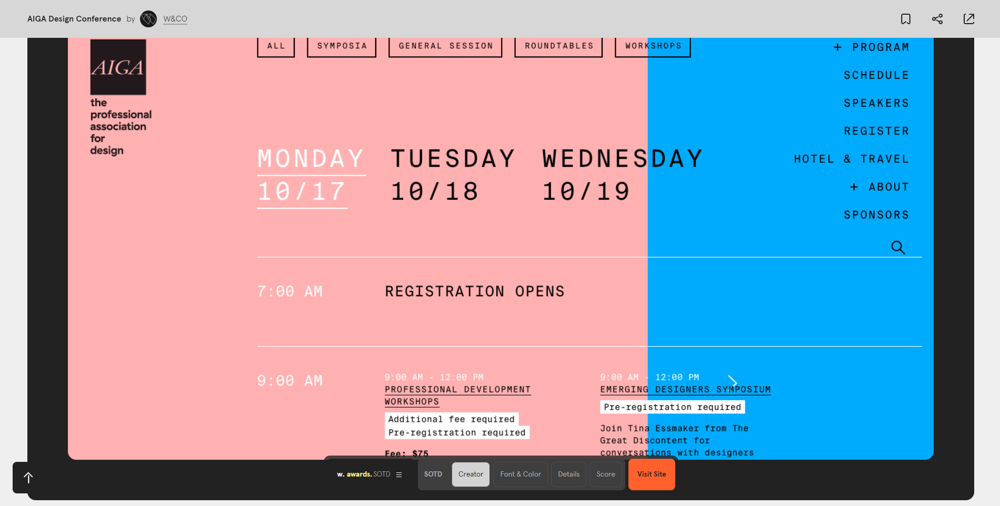 AIGA Design Conference by W&CO
ALL SYMPOSIA GENERAL SESSION ROUNDTABLES WORKSHOPS
AIGA
the
professional
association
for
design
+ PROGRAM
SCHEDULE
SPEAKERS
REGISTER
HOTEL & TRAVEL
+ ABOUT
SPONSORS
MONDAY
10/17
TUESDAY
10/18
WEDNESDAY
10/19
7:00 AM REGISTRATION OPENS
9:00 AM
9:00 AM - 12:00 PM
PROFESSIONAL DEVELOPMENT
WORKSHOPS
Additional fee required
Pre-registration required
Fee: $75
9:00 AM - 12:00 PM
EMERGING DESIGNERS SYMPOSIUM
Pre-registration required
Join Tina Essmaker from The
Great Discontent for
conversations with designers
w. awards. SOTD
SOTD Creator Font & Color Details Score Visit Site